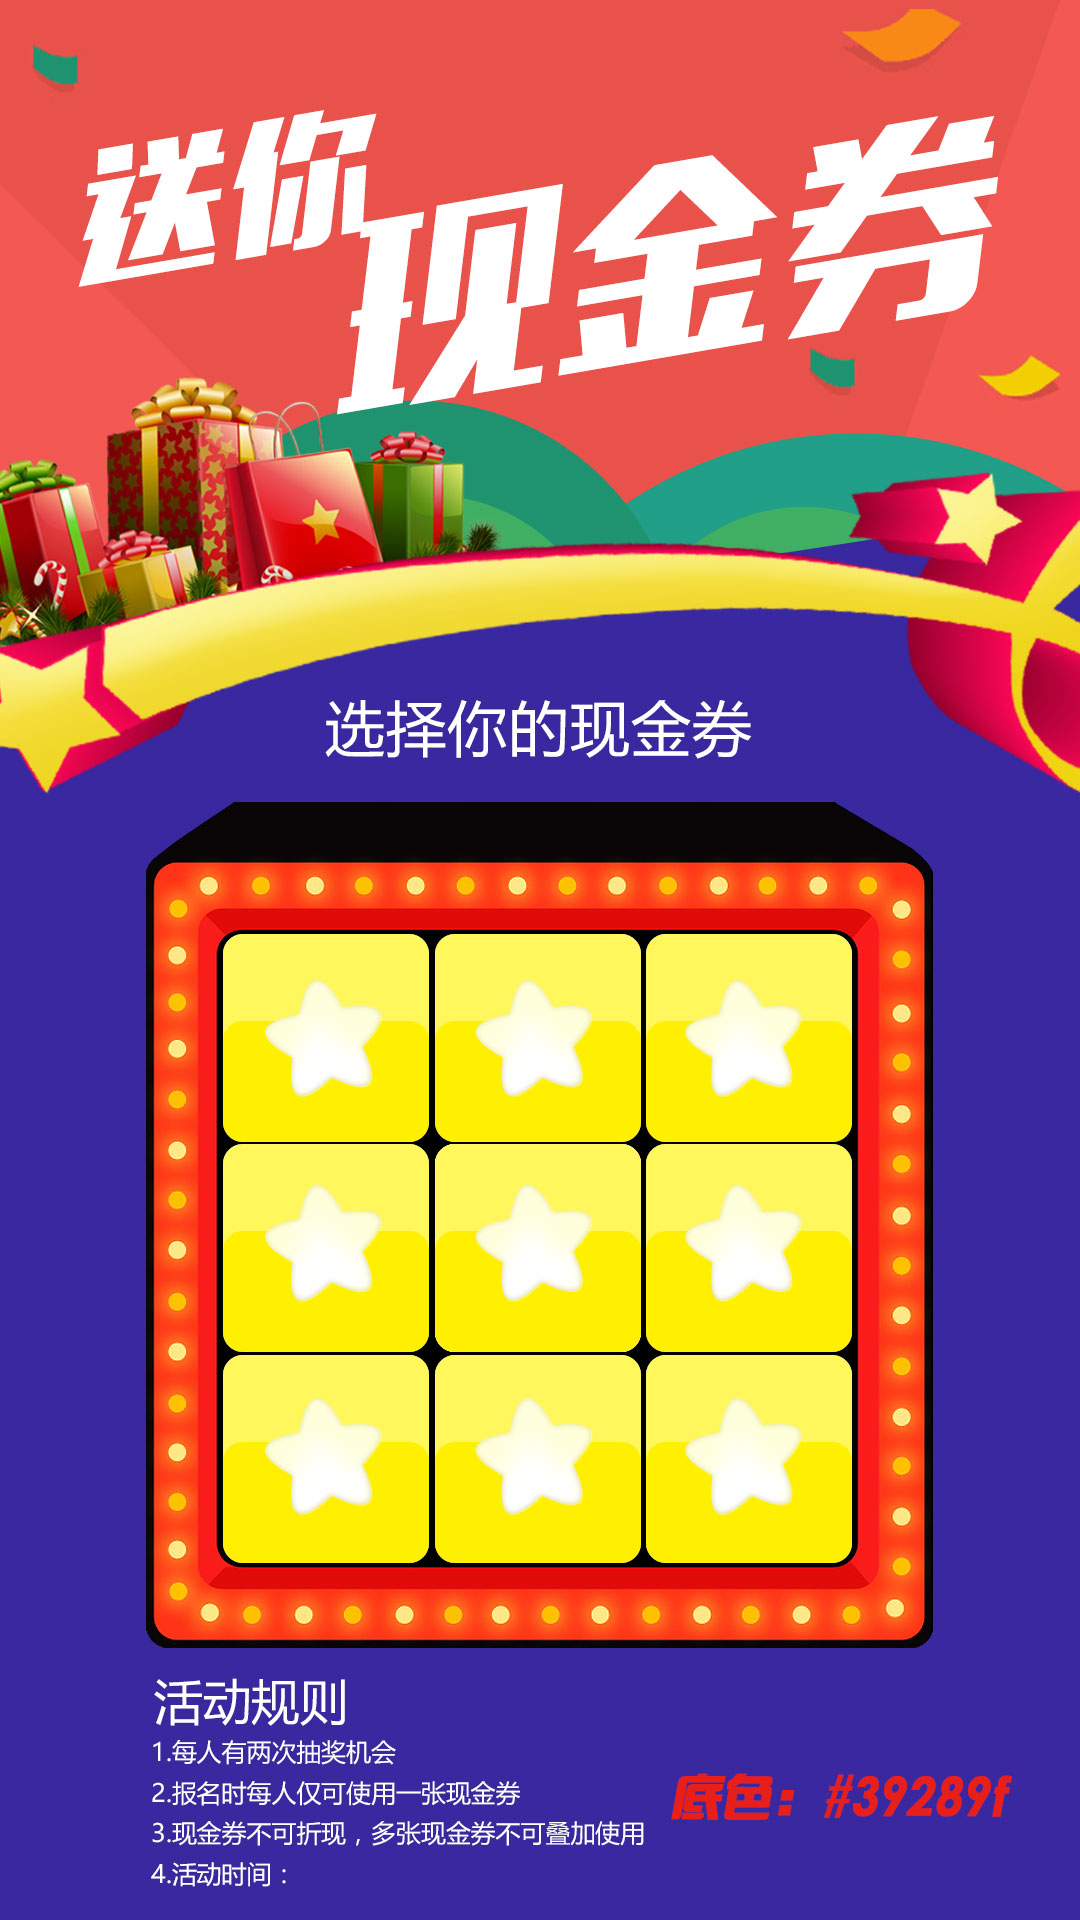 送你
现金券
选择你的现金券
活动规则
1.每人有两次抽奖机会
2.报名时每人仅可使用一张现金券
3.现金券不可折现，多张现金券不可叠加使用
4.活动时间：
底色：#39289f